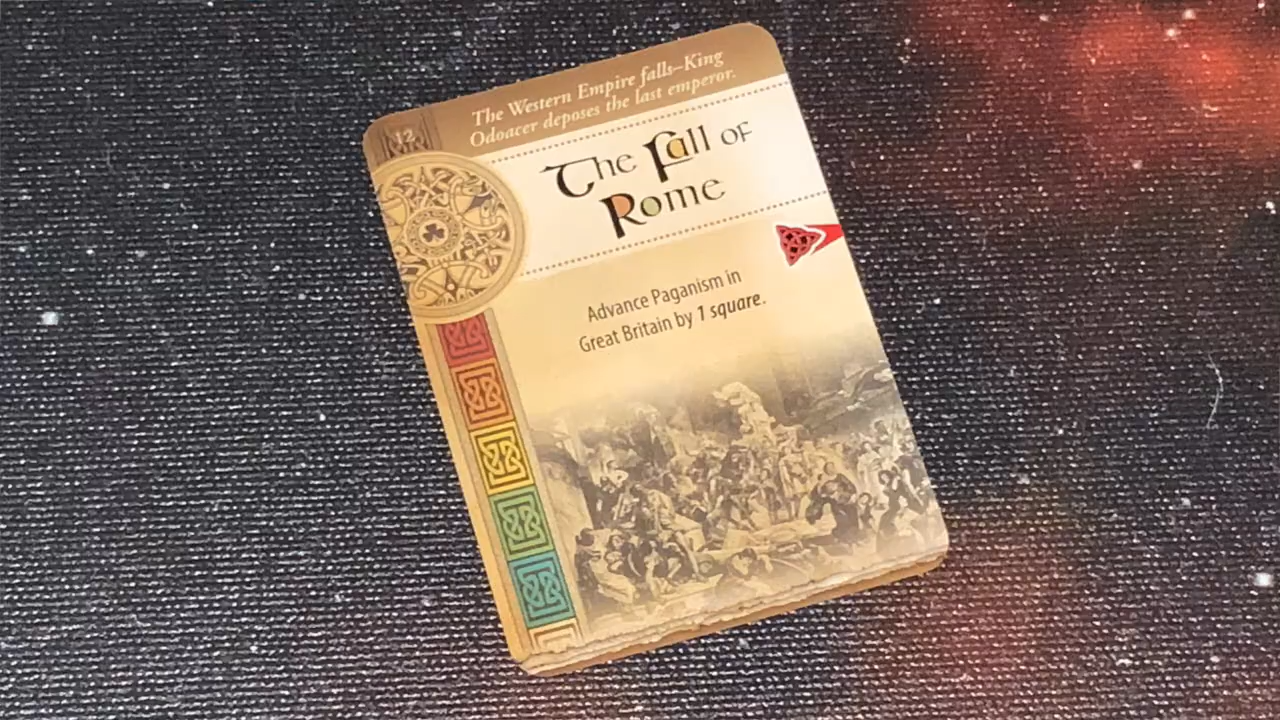 The Western Empire falls–King
Odoacer deposes the last emperor.
12
The Fall of
Rome
Advance Paganism in
Great Britain by 1 square.